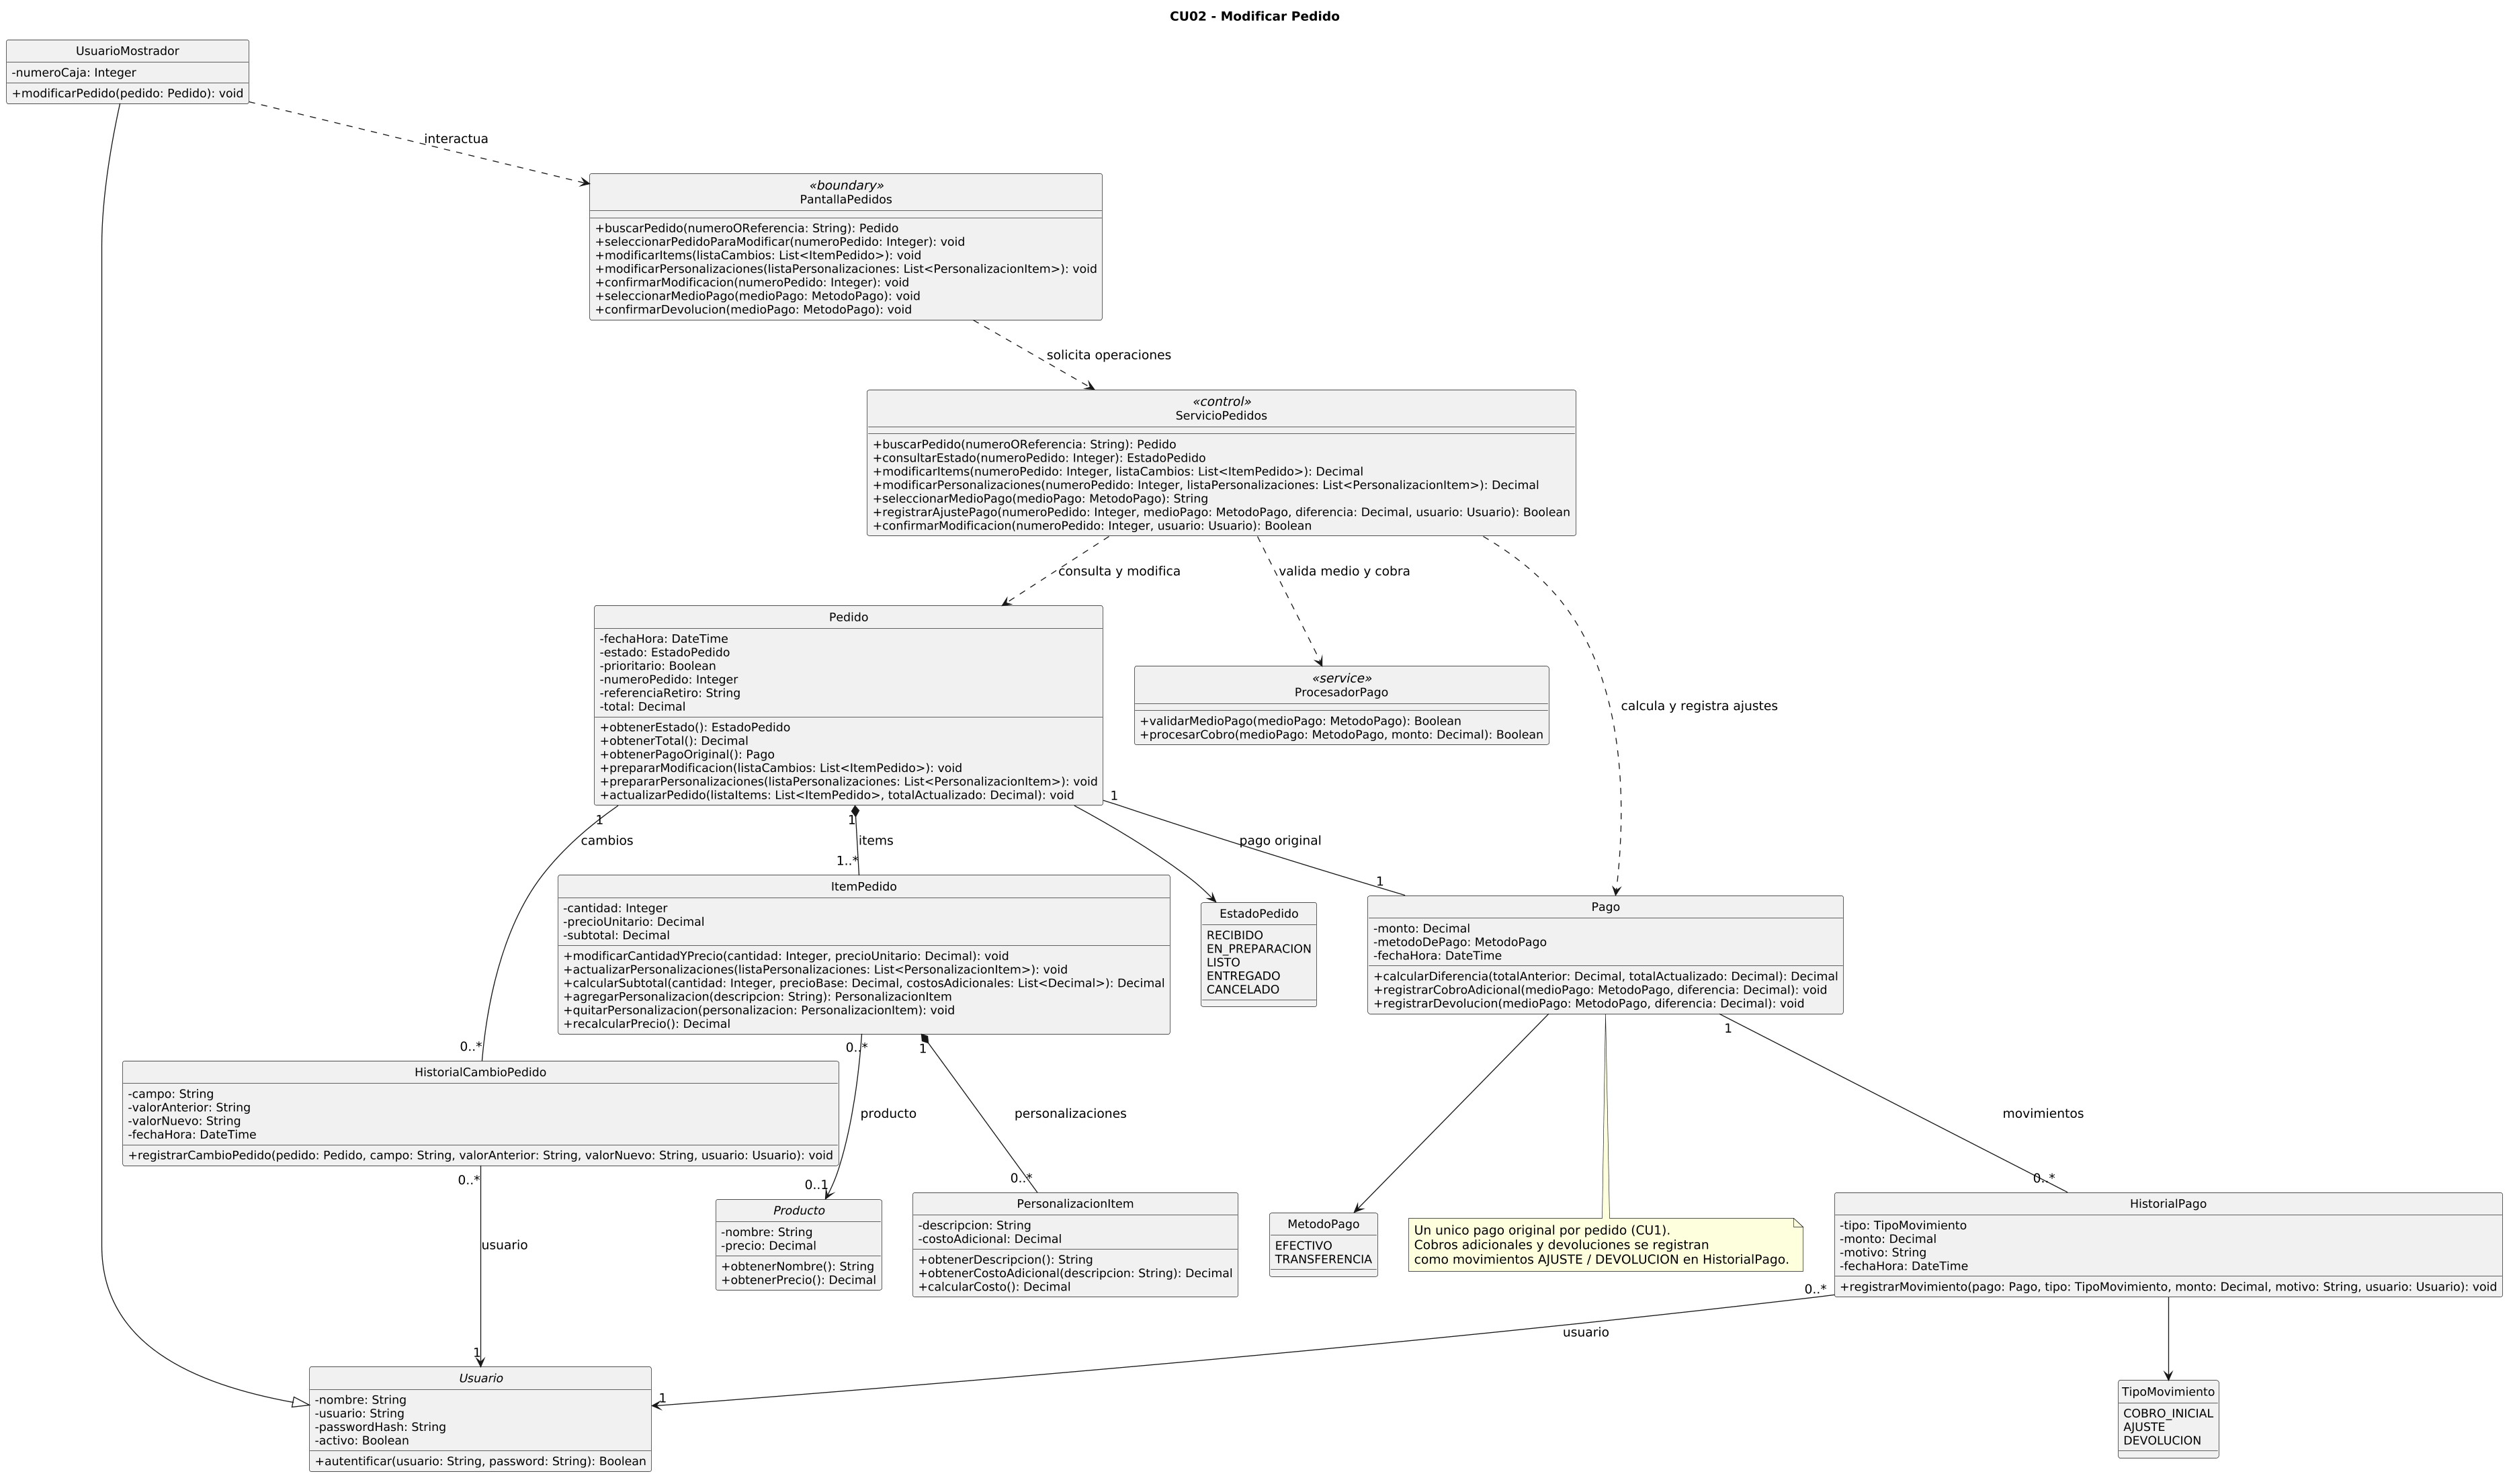 CU02 - Modificar Pedido
UsuarioMostrador
-numeroCaja: Integer
+modificarPedido(pedido: Pedido): void
interactua
«boundary»
PantallaPedidos
+buscarPedido(numeroOReferencia: String): Pedido
+seleccionarPedidoParaModificar(numeroPedido: Integer): void
+modificarItems(listaCambios: List<ItemPedido>): void
+modificarPersonalizaciones(listaPersonalizaciones: List<PersonalizacionItem>): void
+confirmarModificacion(numeroPedido: Integer): void
+seleccionarMedioPago(medioPago: MetodoPago): void
+confirmarDevolucion(medioPago: MetodoPago): void
solicita operaciones
«control»
ServicioPedidos
+buscarPedido(numeroOReferencia: String): Pedido
+consultarEstado(numeroPedido: Integer): EstadoPedido
+modificarItems(numeroPedido: Integer, listaCambios: List<ItemPedido>): Decimal
+modificarPersonalizaciones(numeroPedido: Integer, listaPersonalizaciones: List<PersonalizacionItem>): Decimal
+seleccionarMedioPago(medioPago: MetodoPago): String
+registrarAjustePago(numeroPedido: Integer, medioPago: MetodoPago, diferencia: Decimal, usuario: Usuario): Boolean
+confirmarModificacion(numeroPedido: Integer, usuario: Usuario): Boolean
consulta y modifica
valida medio y cobra
calcula y registra ajustes
Pedido
-fechaHora: DateTime
-estado: EstadoPedido
-prioritario: Boolean
-numeroPedido: Integer
-referenciaRetiro: String
-total: Decimal
+obtenerEstado(): EstadoPedido
+obtenerTotal(): Decimal
+obtenerPagoOriginal(): Pago
+prepararModificacion(listaCambios: List<ItemPedido>): void
+prepararPersonalizaciones(listaPersonalizaciones: List<PersonalizacionItem>): void
+actualizarPedido(listaItems: List<ItemPedido>, totalActualizado: Decimal): void
«service»
ProcesadorPago
+validarMedioPago(medioPago: MetodoPago): Boolean
+procesarCobro(medioPago: MetodoPago, monto: Decimal): Boolean
1
cambios
0..*
1
items
1..*
1
pago original
1
ItemPedido
-cantidad: Integer
-precioUnitario: Decimal
-subtotal: Decimal
+modificarCantidadYPrecio(cantidad: Integer, precioUnitario: Decimal): void
+actualizarPersonalizaciones(listaPersonalizaciones: List<PersonalizacionItem>): void
+calcularSubtotal(cantidad: Integer, precioBase: Decimal, costosAdicionales: List<Decimal>): Decimal
+agregarPersonalizacion(descripcion: String): PersonalizacionItem
+quitarPersonalizacion(personalizacion: PersonalizacionItem): void
+recalcularPrecio(): Decimal
EstadoPedido
RECIBIDO
EN_PREPARACION
LISTO
ENTREGADO
CANCELADO
Pago
-monto: Decimal
-metodoDePago: MetodoPago
-fechaHora: DateTime
+calcularDiferencia(totalAnterior: Decimal, totalActualizado: Decimal): Decimal
+registrarCobroAdicional(medioPago: MetodoPago, diferencia: Decimal): void
+registrarDevolucion(medioPago: MetodoPago, diferencia: Decimal): void
HistorialCambioPedido
-campo: String
-valorAnterior: String
-valorNuevo: String
-fechaHora: DateTime
+registrarCambioPedido(pedido: Pedido, campo: String, valorAnterior: String, valorNuevo: String, usuario: Usuario): void
0..*
producto
0..1
1
personalizaciones
0..*
1
movimientos
0..*
Producto
-nombre: String
-precio: Decimal
+obtenerNombre(): String
+obtenerPrecio(): Decimal
PersonalizacionItem
-descripcion: String
-costoAdicional: Decimal
+obtenerDescripcion(): String
+obtenerCostoAdicional(descripcion: String): Decimal
+calcularCosto(): Decimal
MetodoPago
EFECTIVO
TRANSFERENCIA
Un unico pago original por pedido (CU1).
Cobros adicionales y devoluciones se registran
como movimientos AJUSTE / DEVOLUCION en HistorialPago.
HistorialPago
-tipo: TipoMovimiento
-monto: Decimal
-motivo: String
-fechaHora: DateTime
+registrarMovimiento(pago: Pago, tipo: TipoMovimiento, monto: Decimal, motivo: String, usuario: Usuario): void
0..*
usuario
1
0..*
usuario
1
Usuario
-nombre: String
-usuario: String
-passwordHash: String
-activo: Boolean
+autentificar(usuario: String, password: String): Boolean
TipoMovimiento
COBRO_INICIAL
AJUSTE
DEVOLUCION